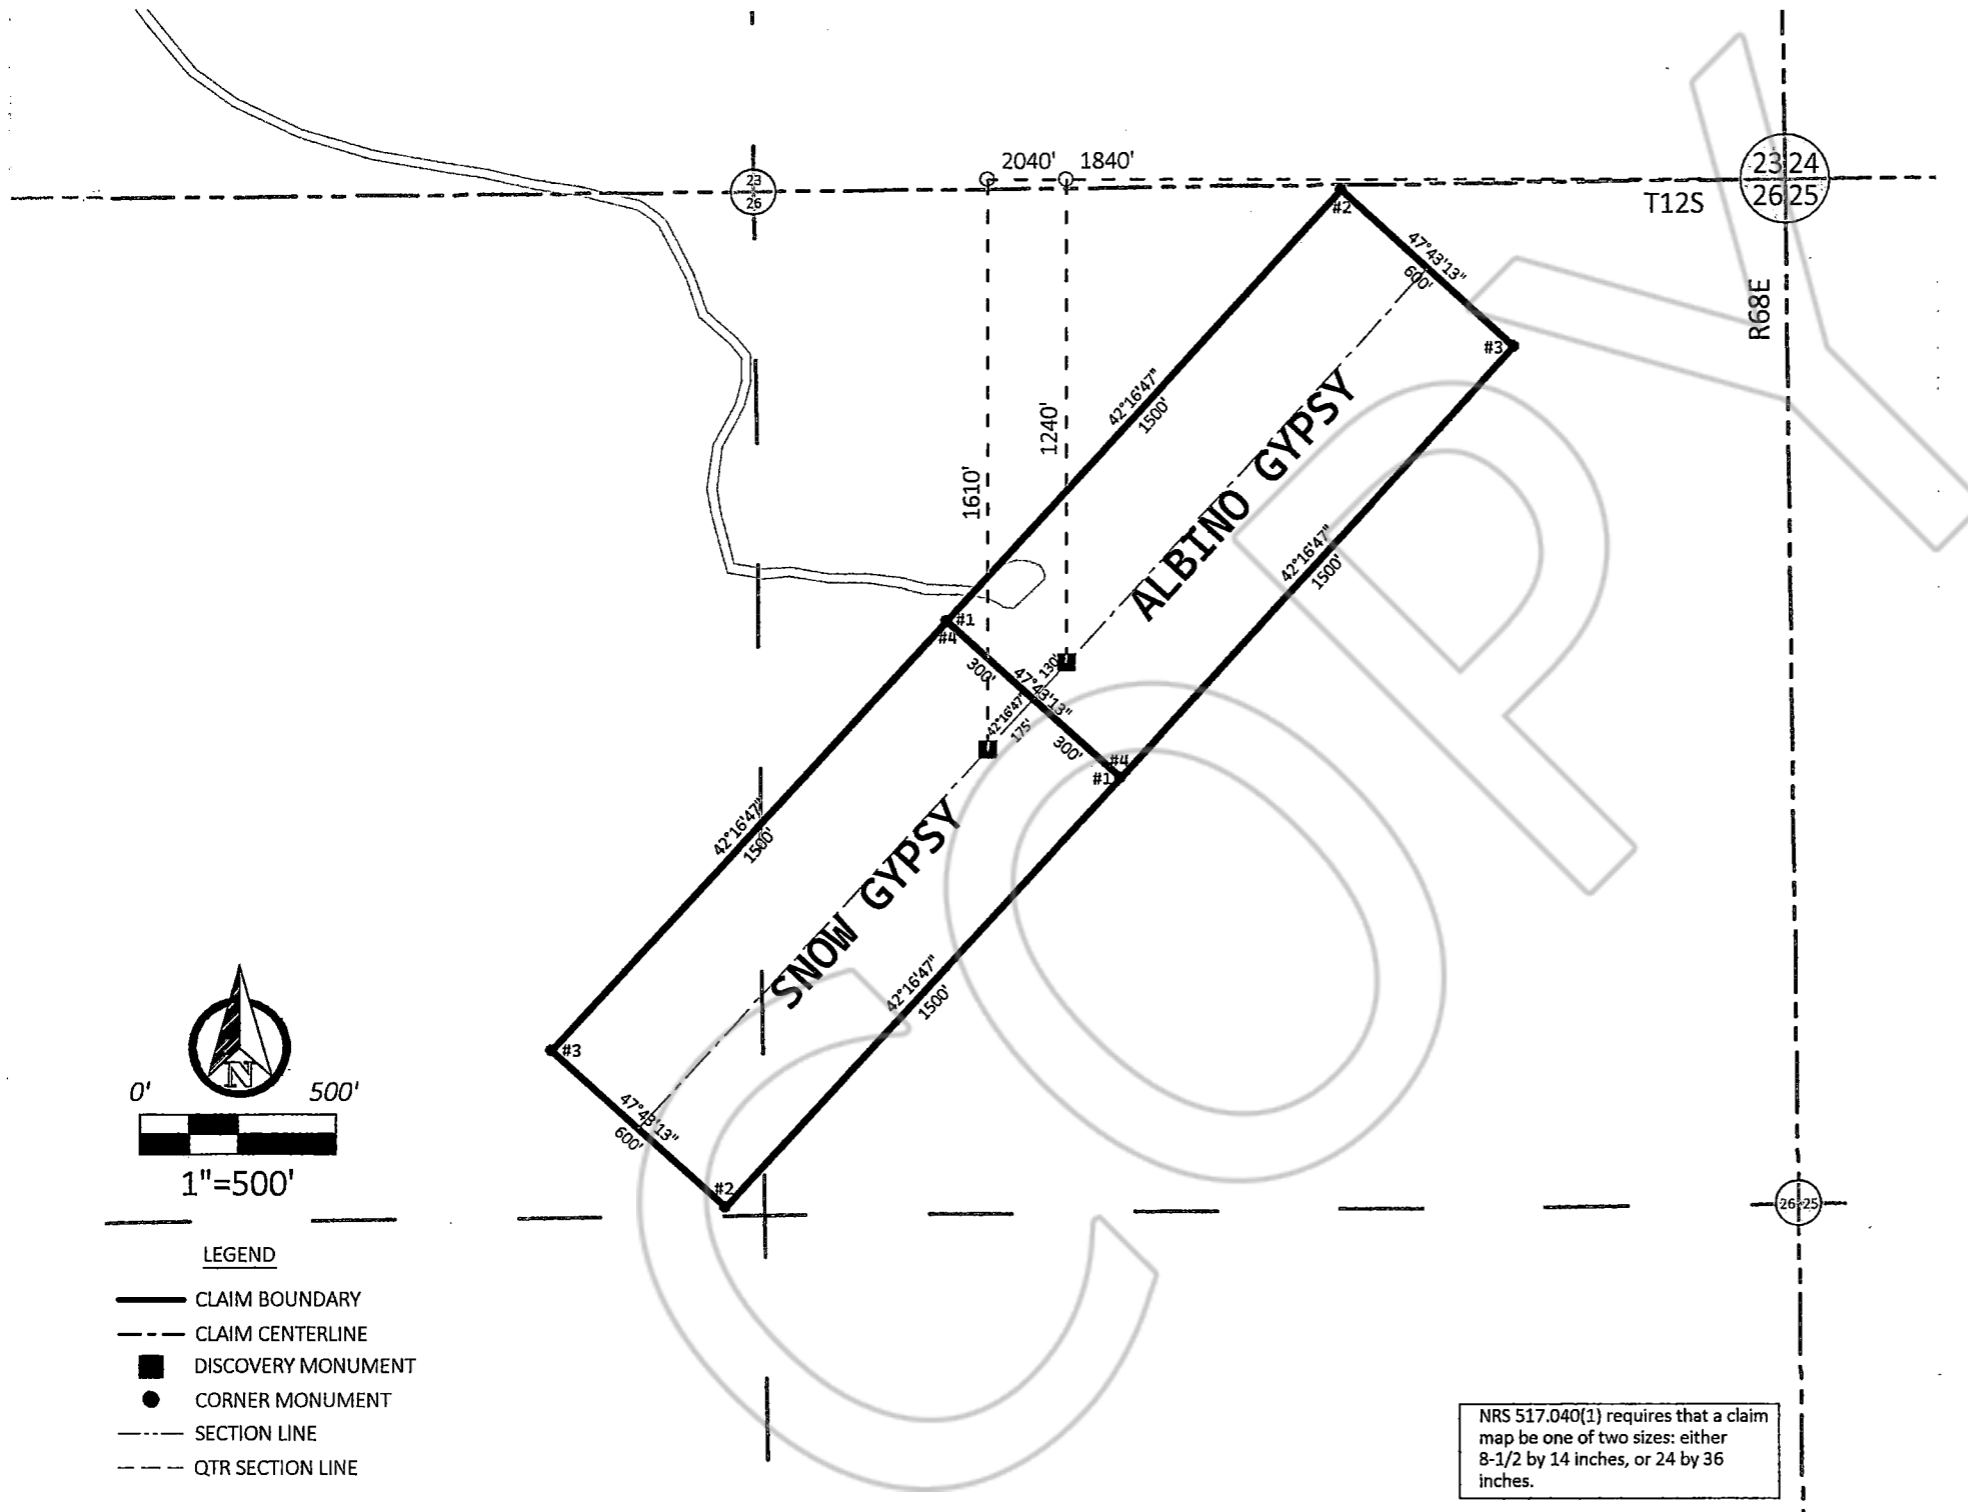 2040' 1840'
23
26
23 24
26 25
T12S
R68E
#2
47°43'13"
600'
#3
42°16'47"
1500'
1240'
1610'
ALBINO GYPSY
42°16'47"
1500'
#1
#4
300'
130'
47°43'13"
42°16'47"
175'
300'
#4
#1
42°16'47"
1500'
SNOW GYPSY
42°16'47"
1500'
#3
47°43'13"
600'
#2
N
0' 500'
1"=500'
26 25
LEGEND
CLAIM BOUNDARY
CLAIM CENTERLINE
DISCOVERY MONUMENT
CORNER MONUMENT
SECTION LINE
QTR SECTION LINE
NRS 517.040(1) requires that a claim
map be one of two sizes: either
8-1/2 by 14 inches, or 24 by 36
inches.
COPY